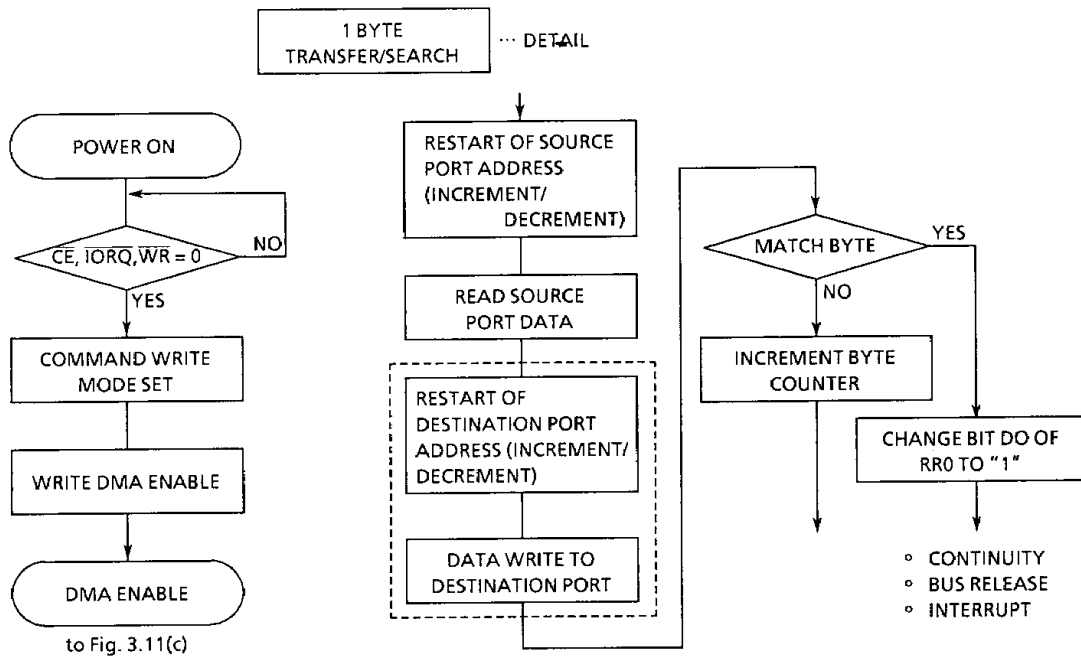 1 BYTE
TRANSFER/SEARCH
... DETAIL
POWER ON
C̅E̅, I̅O̅R̅Q̅, W̅R̅ = 0
NO
YES
COMMAND WRITE
MODE SET
WRITE DMA ENABLE
DMA ENABLE
to Fig. 3.11(c)
RESTART OF SOURCE
PORT ADDRESS
(INCREMENT/
DECREMENT)
READ SOURCE
PORT DATA
RESTART OF
DESTINATION PORT
ADDRESS (INCREMENT/
DECREMENT)
DATA WRITE TO
DESTINATION PORT
MATCH BYTE
YES
NO
INCREMENT BYTE
COUNTER
CHANGE BIT DO OF
RR0 TO "1"
° CONTINUITY
° BUS RELEASE
° INTERRUPT